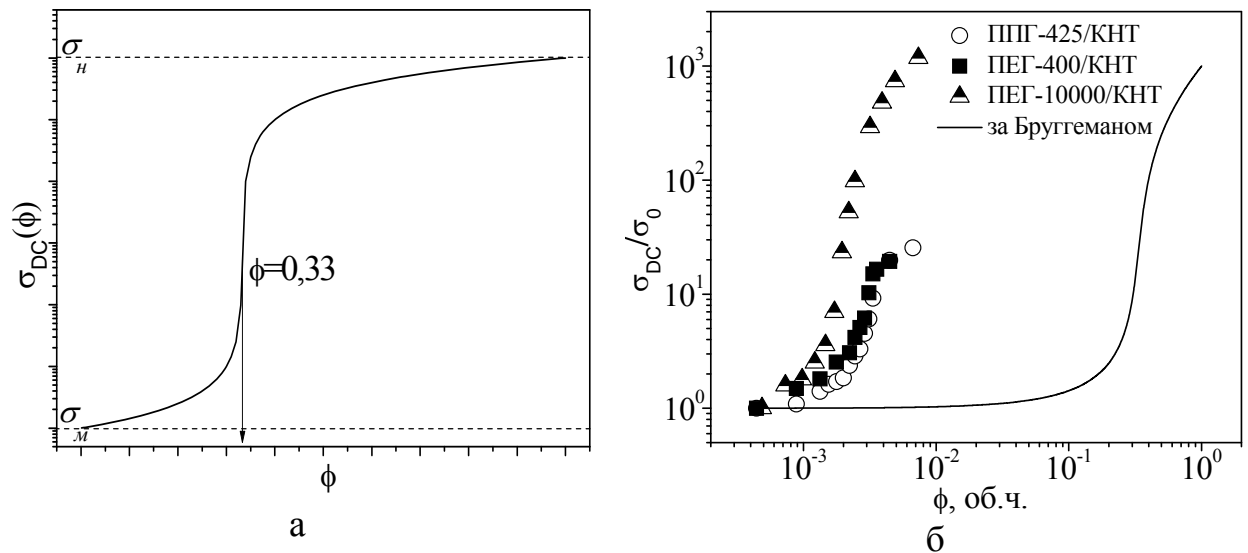 σн
σм
σDC(ϕ)
ϕ=0,33
ϕ
а
ППГ-425/КНТ
ПЕГ-400/КНТ
ПЕГ-10000/КНТ
за Бруггеманом
10³
10²
10¹
10⁰
σDC/σ0
10⁻³ 10⁻² 10⁻¹ 10⁰
ϕ, об.ч.
б